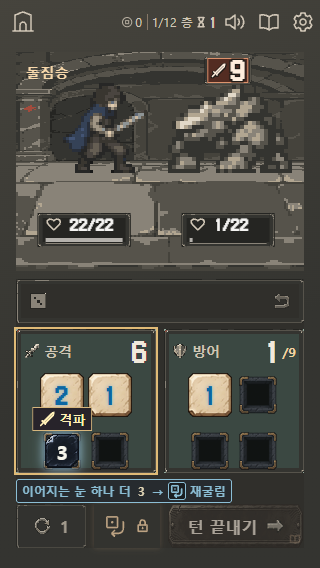 0 1/12 층 1
돌짐승
9
22/22
1/22
공격 6
방어 1/9
2 1
1
격파
3
이어지는 눈 하나 더 3 → 재굴림
1
턴 끝내기 →